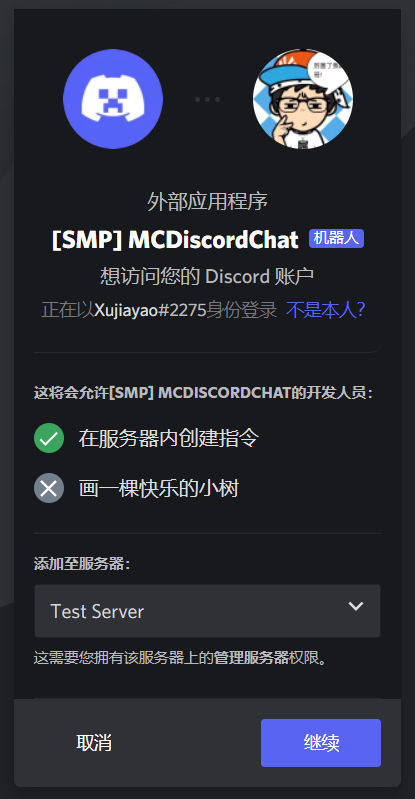 外部应用程序
[SMP] MCDiscordChat 机器人
想访问您的 Discord 账户
正在以Xujiayao#2275身份登录 不是本人?
这将会允许[SMP] MCDISCORDCHAT的开发人员:
在服务器内创建指令
画一棵快乐的小树
添加至服务器:
Test Server
这需要您拥有该服务器上的管理服务器权限。
取消 继续